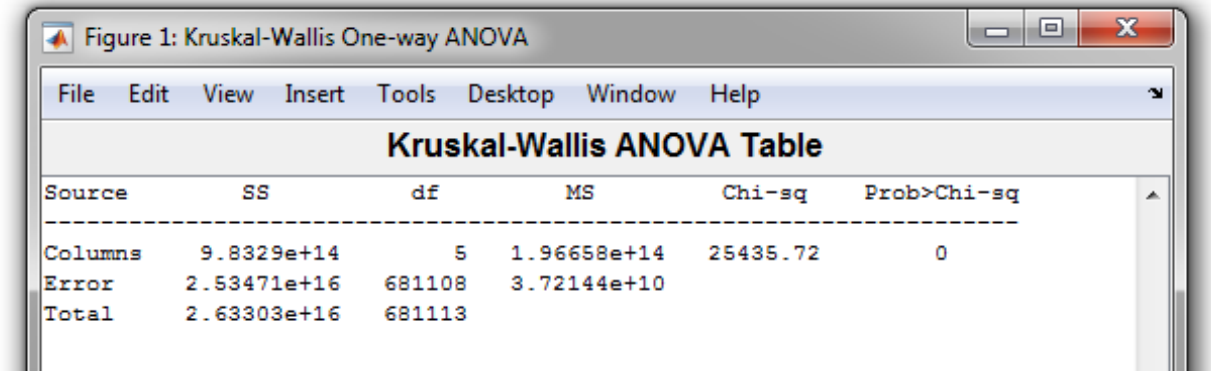 Figure 1: Kruskal-Wallis One-way ANOVA
File Edit View Insert Tools Desktop Window Help
Kruskal-Wallis ANOVA Table
Source SS df MS Chi-sq Prob>Chi-sq
----------------------------------------------------------------------
Columns 9.8329e+14 5 1.96658e+14 25435.72 0
Error 2.53471e+16 681108 3.72144e+10
Total 2.63303e+16 681113